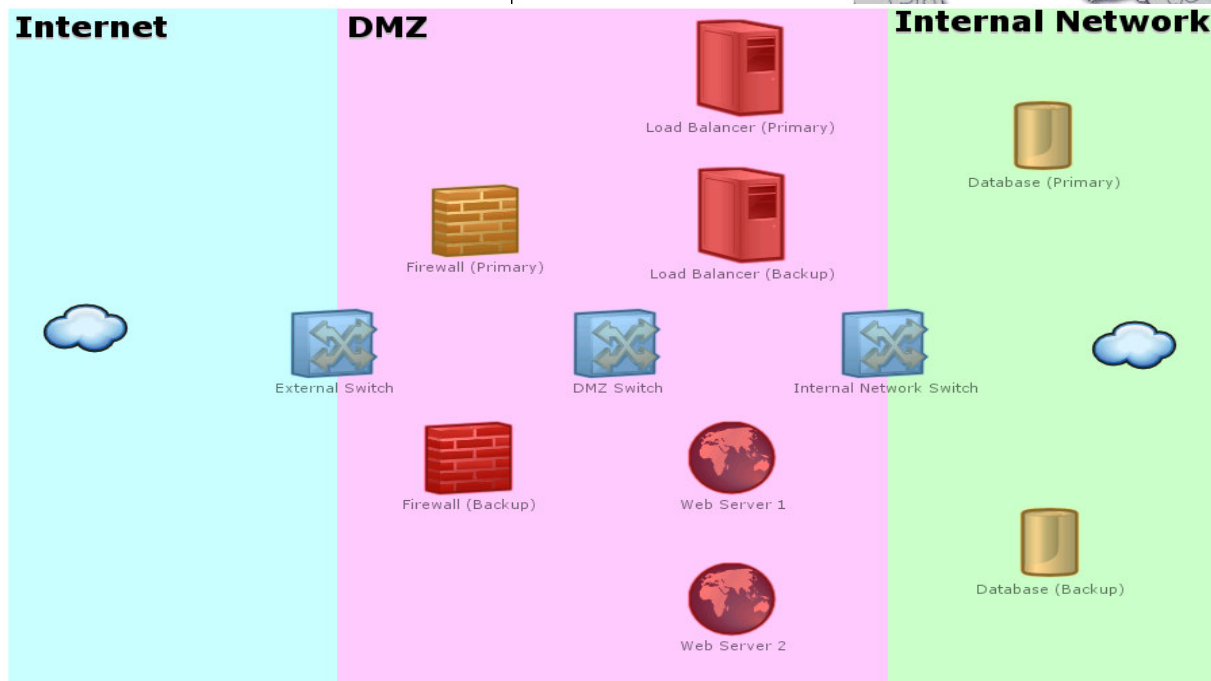 Internet
DMZ
Internal Network
Load Balancer (Primary)
Database (Primary)
Firewall (Primary)
Load Balancer (Backup)
External Switch
DMZ Switch
Internal Network Switch
Firewall (Backup)
Web Server 1
Database (Backup)
Web Server 2